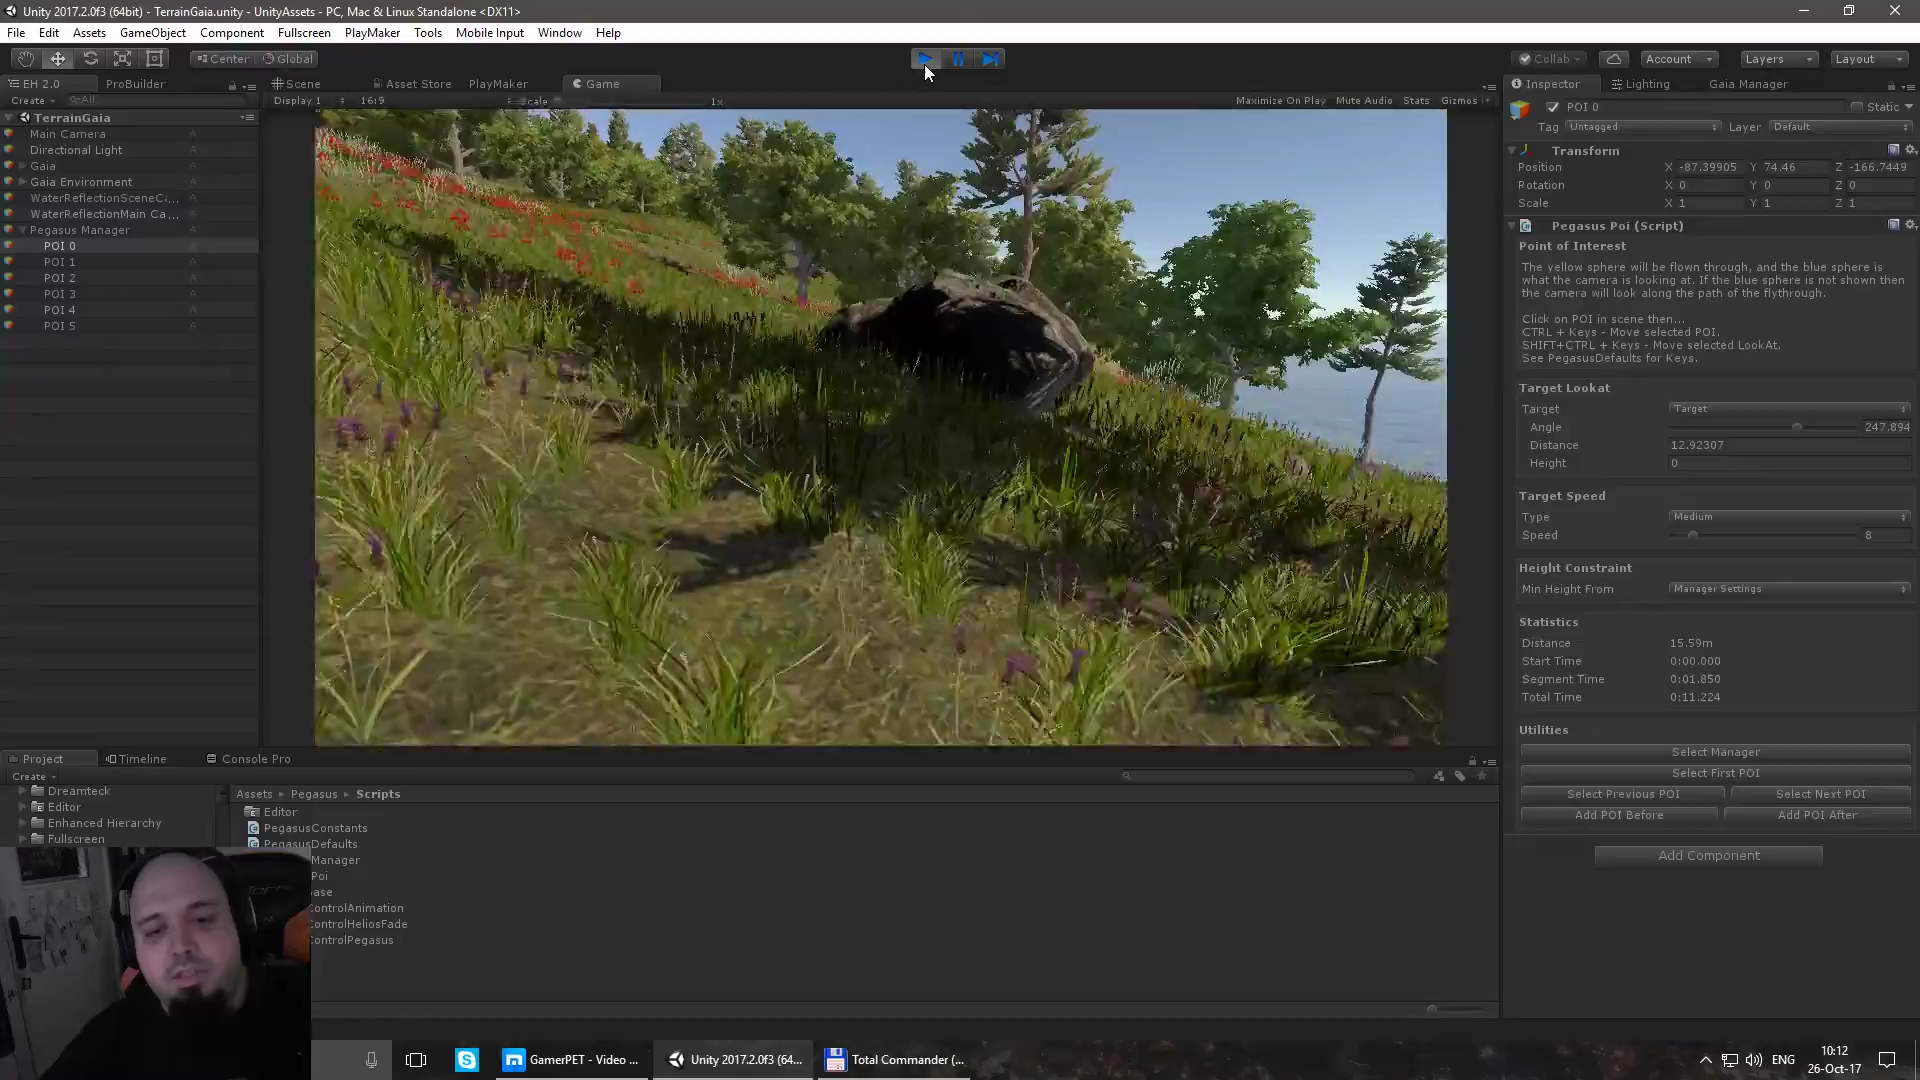 Unity 2017.2.0f3 (64bit) - TerrainGaia.unity - UnityAssets - PC, Mac & Linux Standalone <DX11>
File Edit Assets GameObject Component Fullscreen PlayMaker Tools Mobile Input Window Help
Center Global Collab Account Layers Layout
EH 2.0 ProBuilder Scene Asset Store PlayMaker Game Inspector Lighting Gaia Manager
Create All Display 1 16:9 Scale 1x Maximize On Play Mute Audio Stats Gizmos
TerrainGaia
Main Camera
Directional Light
Gaia
Gaia Environment
WaterReflectionSceneCa...
WaterReflectionMain Ca...
Pegasus Manager
POI 0
POI 1
POI 2
POI 3
POI 4
POI 5
POI 0 Static
Tag Untagged Layer Default
Transform
Position X -87.39905 Y 74.46 Z -166.7449
Rotation X 0 Y 0 Z 0
Scale X 1 Y 1 Z 1
Pegasus Poi (Script)
Point of Interest
The yellow sphere will be flown through, and the blue sphere is
what the camera is looking at. If the blue sphere is not shown then
the camera will look along the path of the flythrough.
Click on POI in scene then...
CTRL + Keys - Move selected POI.
SHIFT+CTRL + Keys - Move selected LookAt.
See PegasusDefaults for Keys.
Target Lookat
Target Target
Angle 247.894
Distance 12.92307
Height 0
Target Speed
Type Medium
Speed 8
Height Constraint
Min Height From Manager Settings
Statistics
Distance 15.59m
Start Time 0:00.000
Segment Time 0:01.850
Total Time 0:11.224
Utilities
Select Manager
Select First POI
Select Previous POI Select Next POI
Add POI Before Add POI After
Add Component
Project Timeline Console Pro
Create
Dreamteck
Editor
Enhanced Hierarchy
Fullscreen
Assets Pegasus Scripts
Editor
PegasusConstants
PegasusDefaults
Manager
Poi
ase
ControlAnimation
ControlHeliosFade
ControlPegasus
GamerPET - Video ... Unity 2017.2.0f3 (64... Total Commander (... ENG 10:12
26-Oct-17